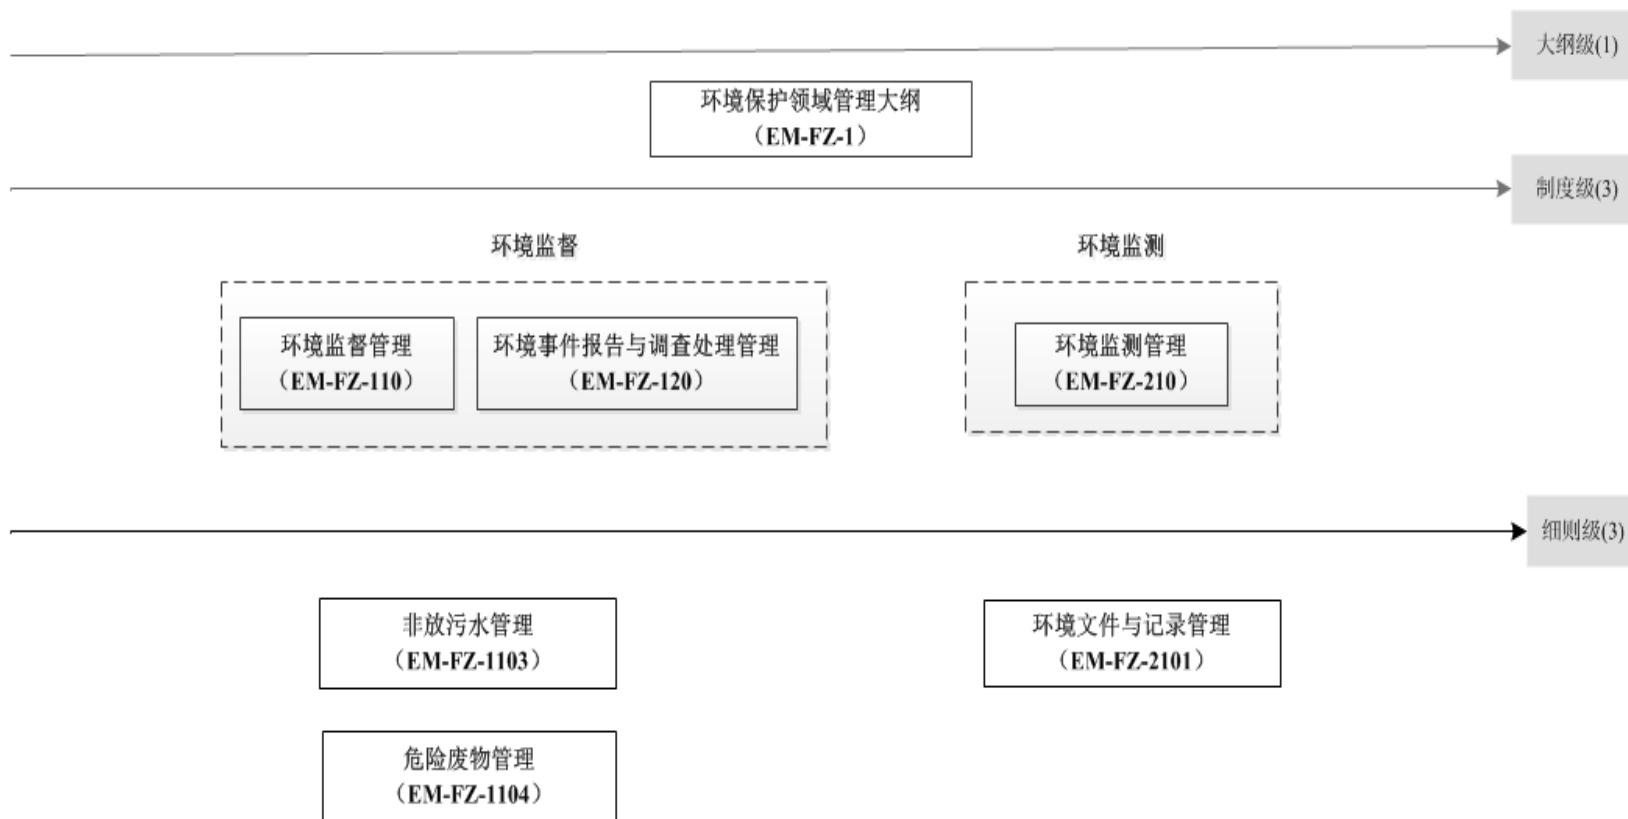 大纲级(1)
环境保护领域管理大纲
（EM-FZ-1）
制度级(3)
环境监督
环境监测
环境监督管理
（EM-FZ-110）
环境事件报告与调查处理管理
（EM-FZ-120）
环境监测管理
（EM-FZ-210）
细则级(3)
非放污水管理
（EM-FZ-1103）
环境文件与记录管理
（EM-FZ-2101）
危险废物管理
（EM-FZ-1104）